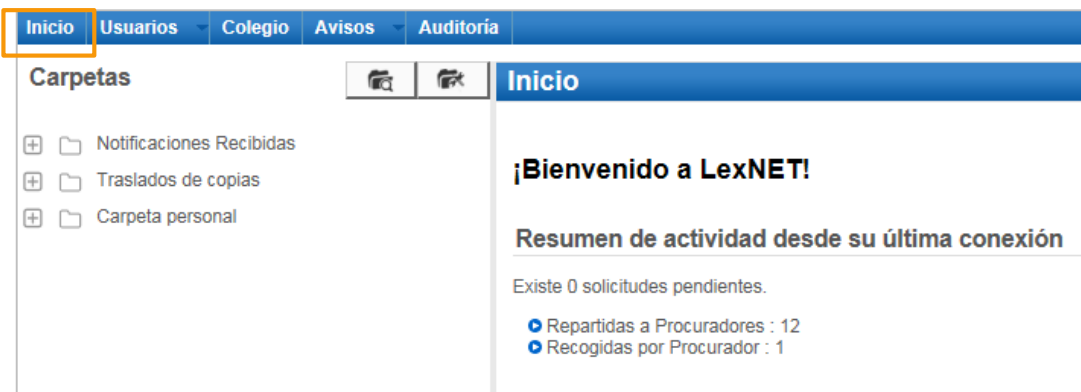 Inicio Usuarios Colegio Avisos Auditoría
Carpetas
Notificaciones Recibidas
Traslados de copias
Carpeta personal
Inicio
¡Bienvenido a LexNET!
Resumen de actividad desde su última conexión
Existe 0 solicitudes pendientes.
Repartidas a Procuradores : 12
Recogidas por Procurador : 1